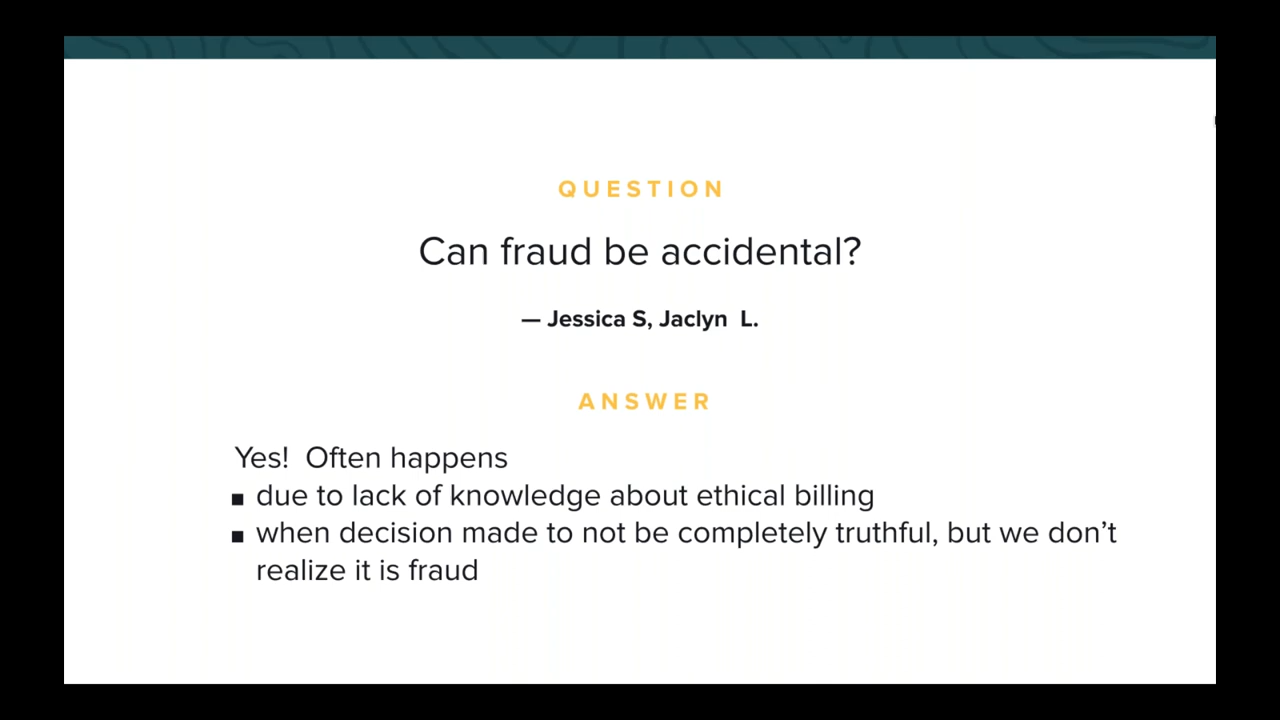 QUESTION
Can fraud be accidental?
— Jessica S, Jaclyn  L.
ANSWER
Yes!  Often happens
▪ due to lack of knowledge about ethical billing
▪ when decision made to not be completely truthful, but we don’t
realize it is fraud